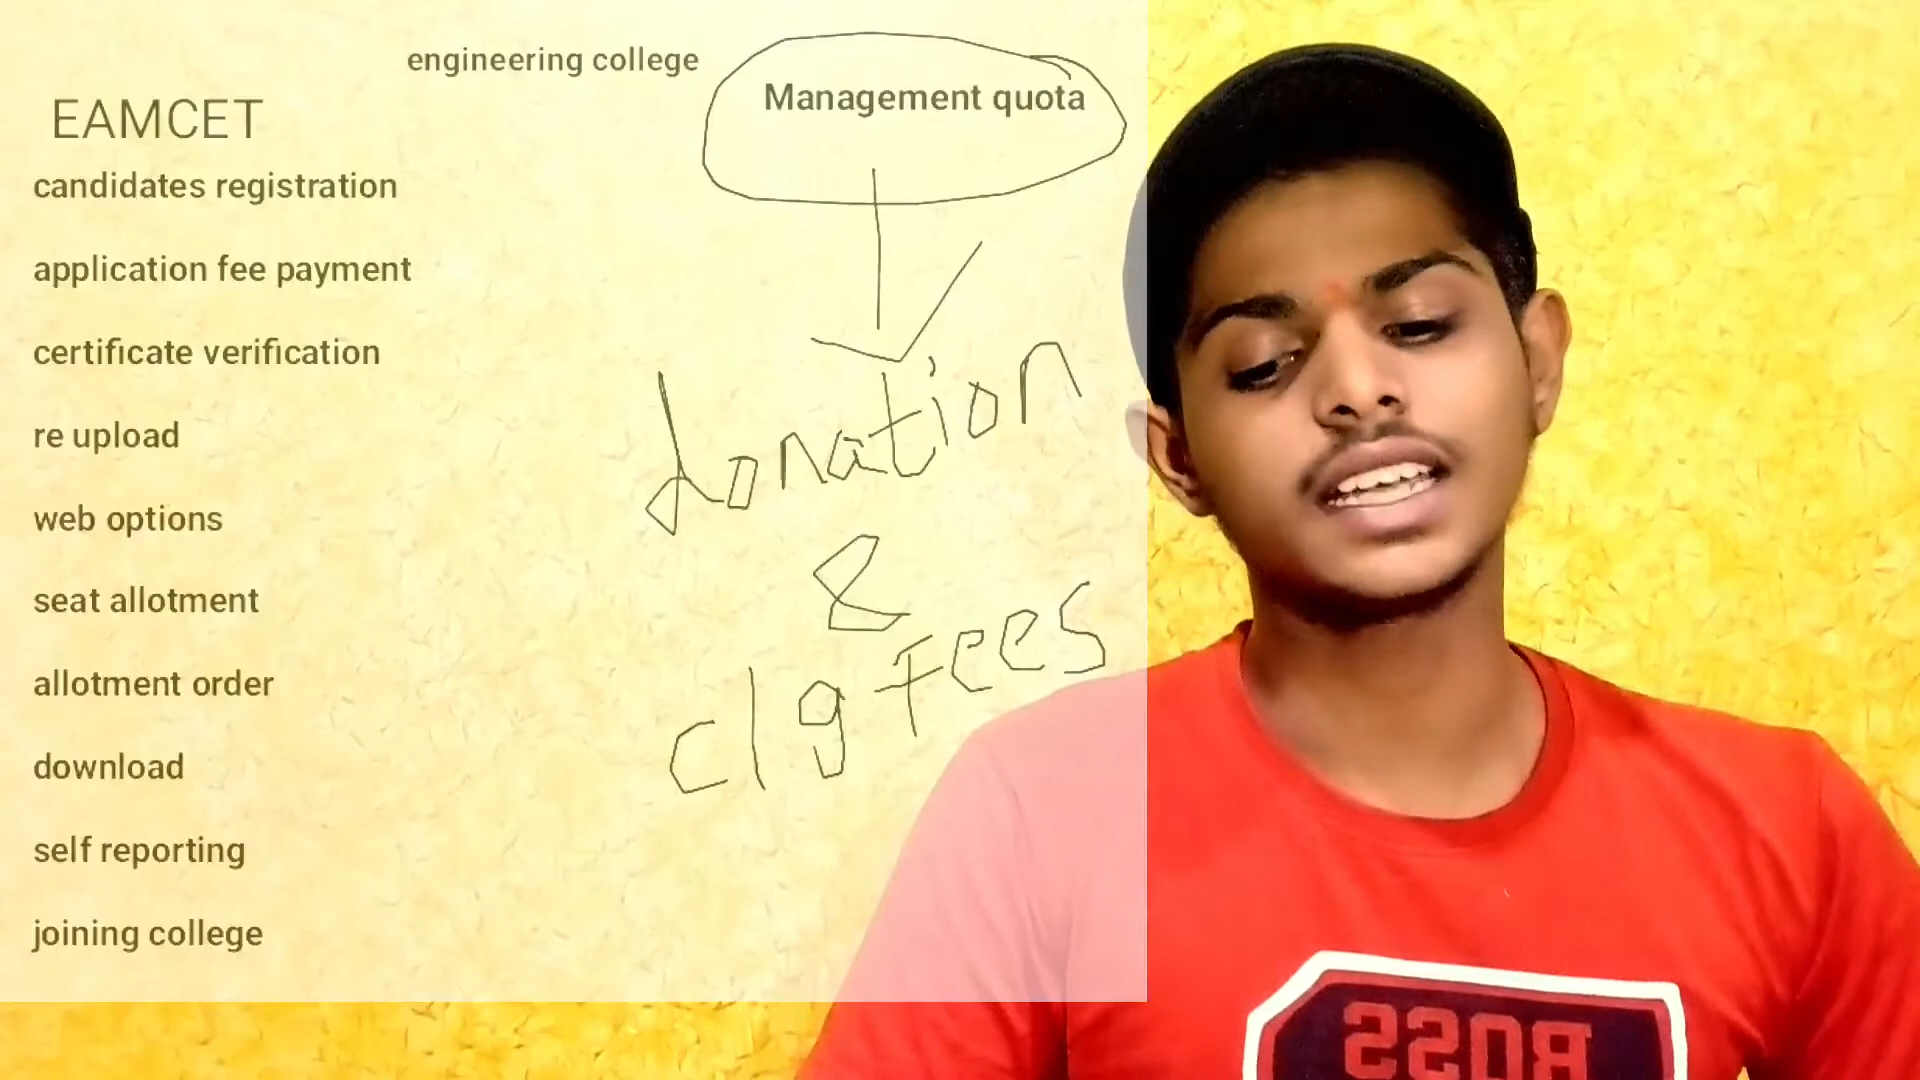 engineering college
Management quota
EAMCET
candidates registration
application fee payment
certificate verification
re upload
web options
seat allotment
allotment order
download
self reporting
joining college
donation
&
clg fees
BOSS